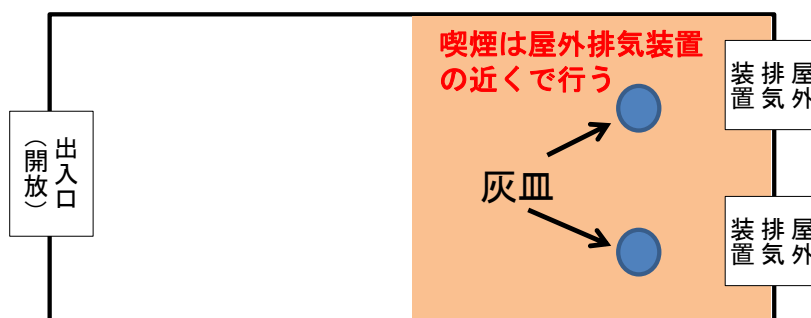 喫煙は屋外排気装置
の近くで行う
出入口
（開放）
灰皿
屋外
排気
装置
屋外
排気
装置